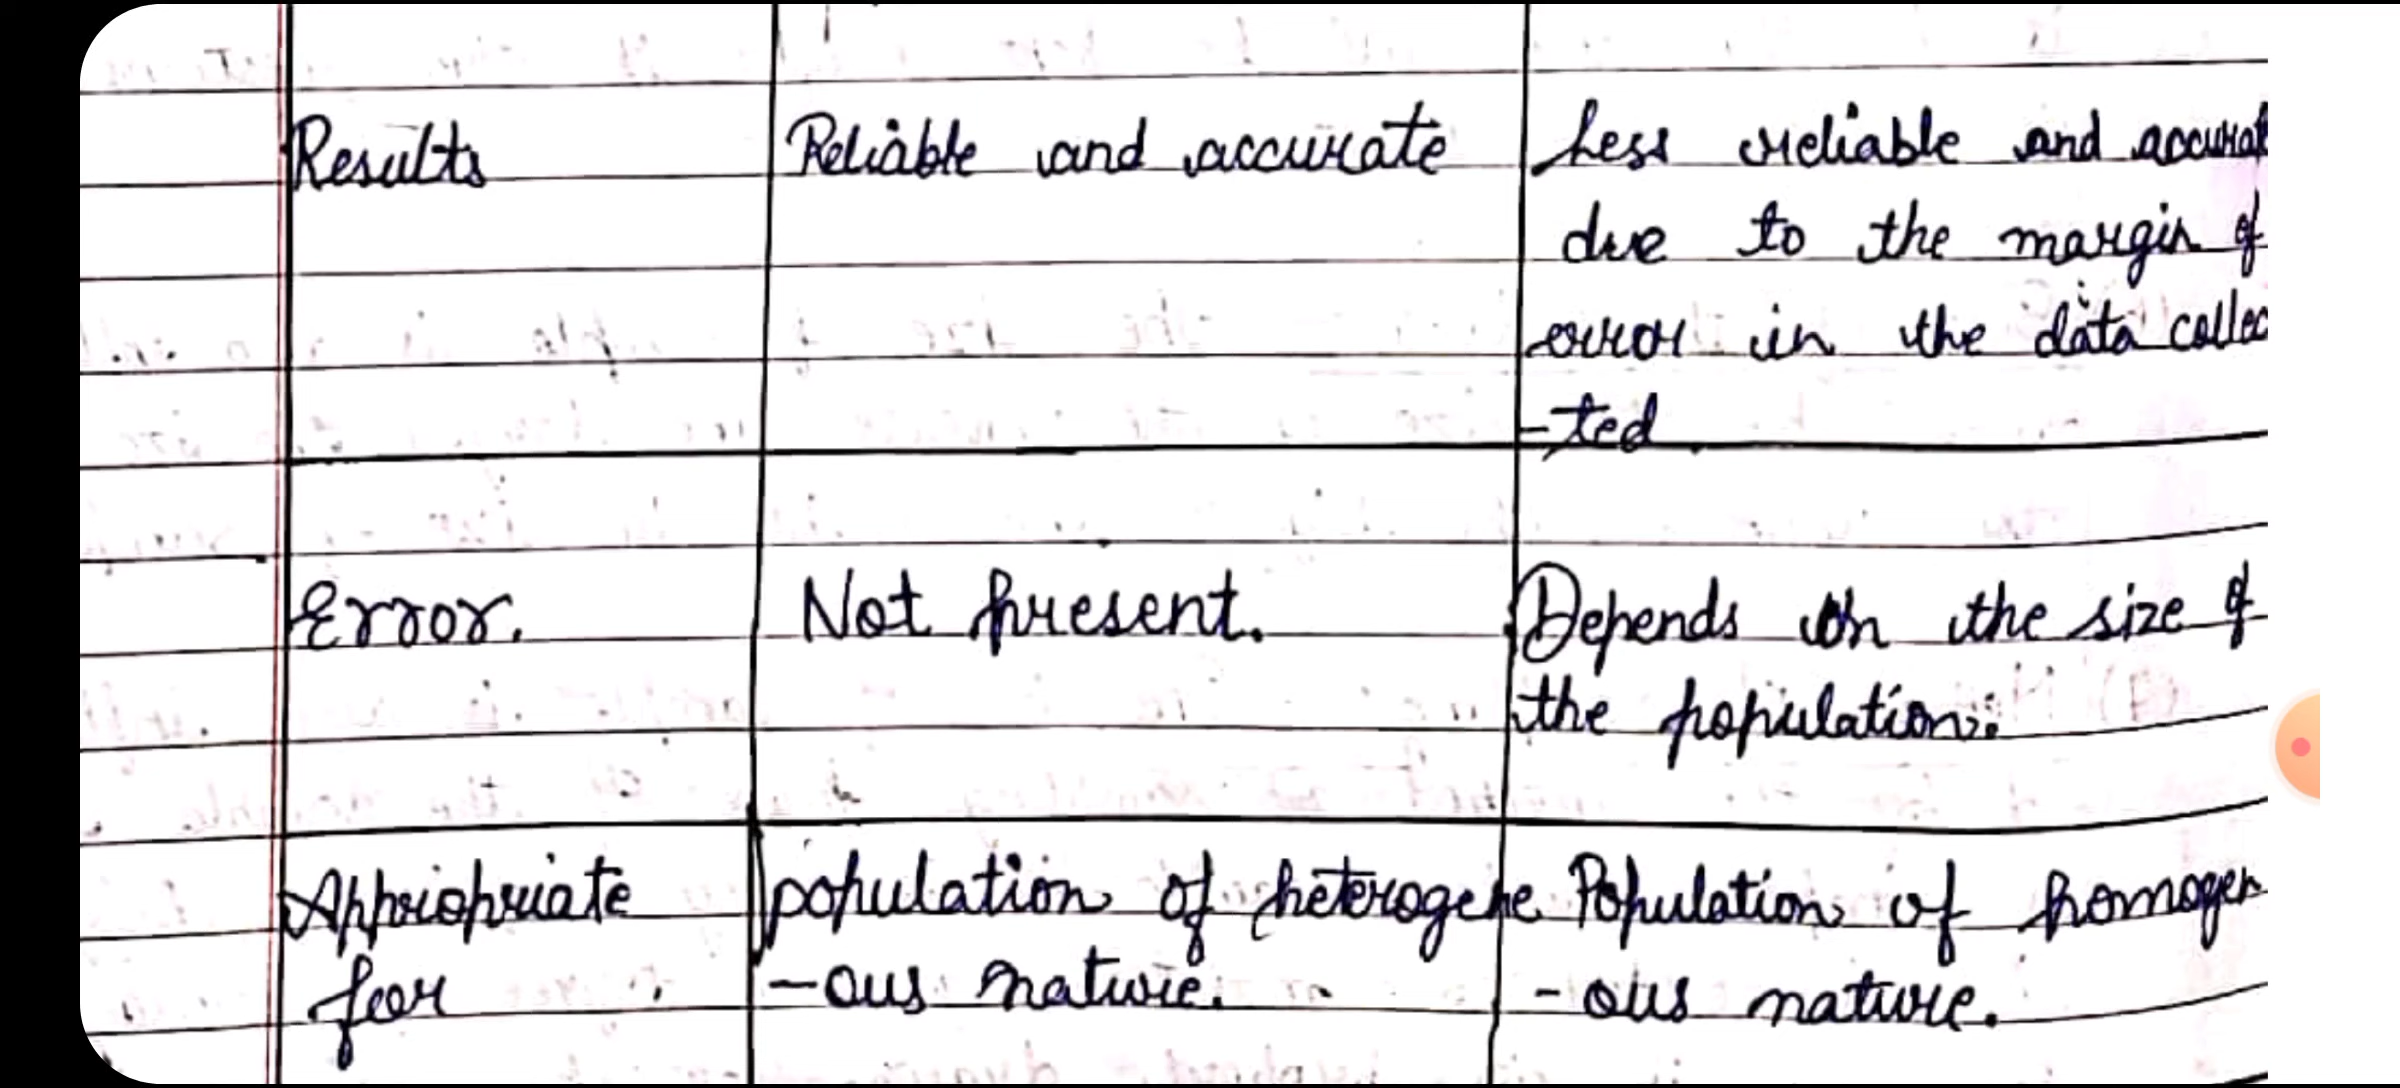 Results Reliable and accurate Less reliable and accurat
due to the margin of
error in the data collec
-ted
Error. Not present. Depends on the size of
the population.
Appriopriate population of heterogene Population of homogen
for -ous nature. -ous nature.